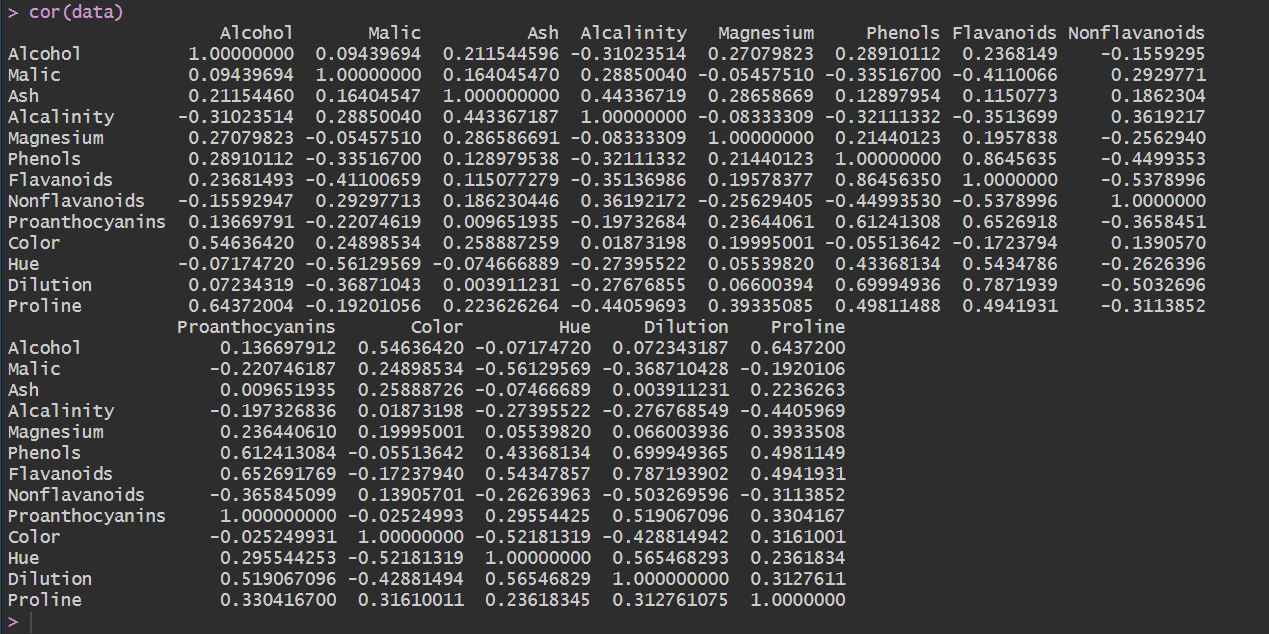 > cor(data)
Alcohol Malic Ash Alcalinity Magnesium Phenols Flavanoids Nonflavanoids
Alcohol 1.00000000 0.09439694 0.211544596 -0.31023514 0.27079823 0.28910112 0.2368149 -0.1559295
Malic 0.09439694 1.00000000 0.164045470 0.28850040 -0.05457510 -0.33516700 -0.4110066 0.2929771
Ash 0.21154460 0.16404547 1.000000000 0.44336719 0.28658669 0.12897954 0.1150773 0.1862304
Alcalinity -0.31023514 0.28850040 0.443367187 1.00000000 -0.08333309 -0.32111332 -0.3513699 0.3619217
Magnesium 0.27079823 -0.05457510 0.286586691 -0.08333309 1.00000000 0.21440123 0.1957838 -0.2562940
Phenols 0.28910112 -0.33516700 0.128979538 -0.32111332 0.21440123 1.00000000 0.8645635 -0.4499353
Flavanoids 0.23681493 -0.41100659 0.115077279 -0.35136986 0.19578377 0.86456350 1.0000000 -0.5378996
Nonflavanoids -0.15592947 0.29297713 0.186230446 0.36192172 -0.25629405 -0.44993530 -0.5378996 1.0000000
Proanthocyanins 0.13669791 -0.22074619 0.009651935 -0.19732684 0.23644061 0.61241308 0.6526918 -0.3658451
Color 0.54636420 0.24898534 0.258887259 0.01873198 0.19995001 -0.05513642 -0.1723794 0.1390570
Hue -0.07174720 -0.56129569 -0.074666889 -0.27395522 0.05539820 0.43368134 0.5434786 -0.2626396
Dilution 0.07234319 -0.36871043 0.003911231 -0.27676855 0.06600394 0.69994936 0.7871939 -0.5032696
Proline 0.64372004 -0.19201056 0.223626264 -0.44059693 0.39335085 0.49811488 0.4941931 -0.3113852
Proanthocyanins Color Hue Dilution Proline
Alcohol 0.136697912 0.54636420 -0.07174720 0.072343187 0.6437200
Malic -0.220746187 0.24898534 -0.56129569 -0.368710428 -0.1920106
Ash 0.009651935 0.25888726 -0.07466689 0.003911231 0.2236263
Alcalinity -0.197326836 0.01873198 -0.27395522 -0.276768549 -0.4405969
Magnesium 0.236440610 0.19995001 0.05539820 0.066003936 0.3933508
Phenols 0.612413084 -0.05513642 0.43368134 0.699949365 0.4981149
Flavanoids 0.652691769 -0.17237940 0.54347857 0.787193902 0.4941931
Nonflavanoids -0.365845099 0.13905701 -0.26263963 -0.503269596 -0.3113852
Proanthocyanins 1.000000000 -0.02524993 0.29554425 0.519067096 0.3304167
Color -0.025249931 1.00000000 -0.52181319 -0.428814942 0.3161001
Hue 0.295544253 -0.52181319 1.00000000 0.565468293 0.2361834
Dilution 0.519067096 -0.42881494 0.56546829 1.000000000 0.3127611
Proline 0.330416700 0.31610011 0.23618345 0.312761075 1.0000000
>